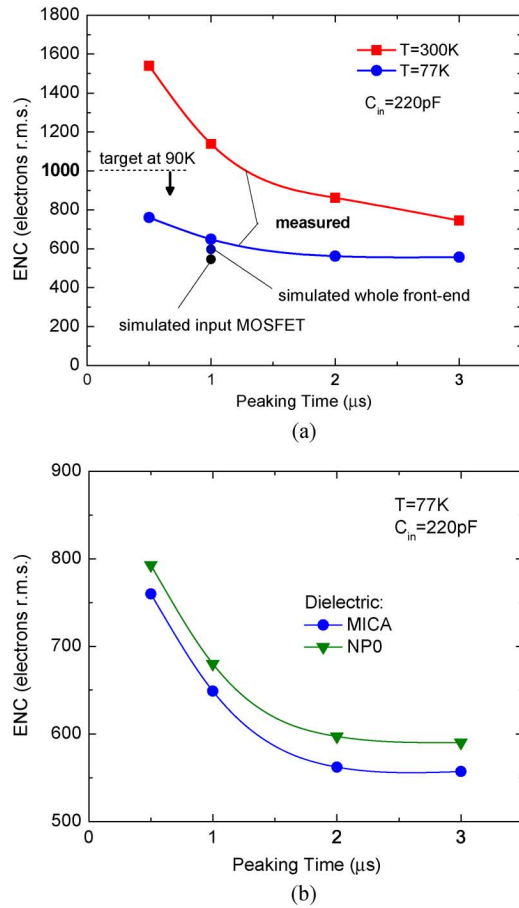 1800
1600
1400
1200
1000
800
600
400
200
0
ENC (electrons r.m.s.)
T=300K
T=77K
C_in=220pF
target at 90K
measured
simulated whole front-end
simulated input MOSFET
0 1 2 3
Peaking Time (μs)
(a)
900
800
700
600
500
ENC (electrons r.m.s.)
T=77K
C_in=220pF
Dielectric:
MICA
NP0
0 1 2 3
Peaking Time (μs)
(b)